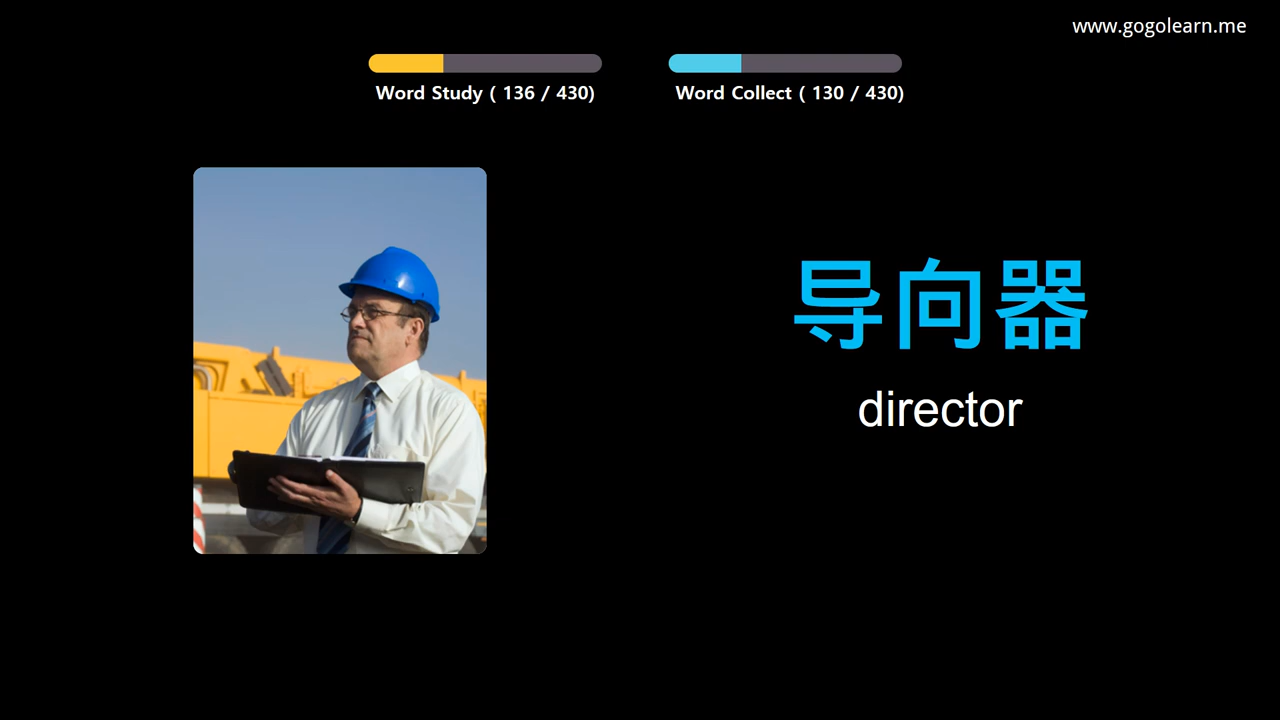 www.gogolearn.me
Word Study ( 136 / 430)
Word Collect ( 130 / 430)
导向器
director